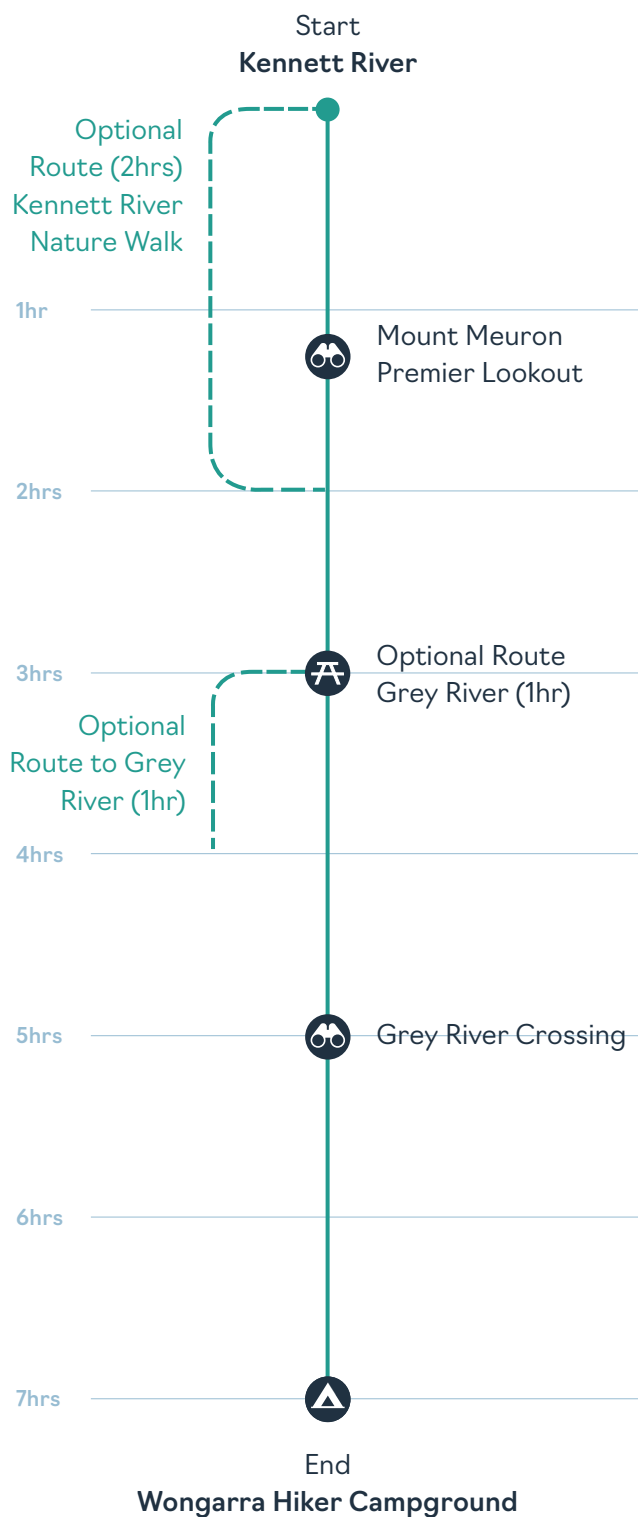 Start
Kennett River
Optional
Route (2hrs)
Kennett River
Nature Walk
1hr
Mount Meuron
Premier Lookout
2hrs
3hrs
Optional Route
Grey River (1hr)
Optional
Route to Grey
River (1hr)
4hrs
5hrs
Grey River Crossing
6hrs
7hrs
End
Wongarra Hiker Campground